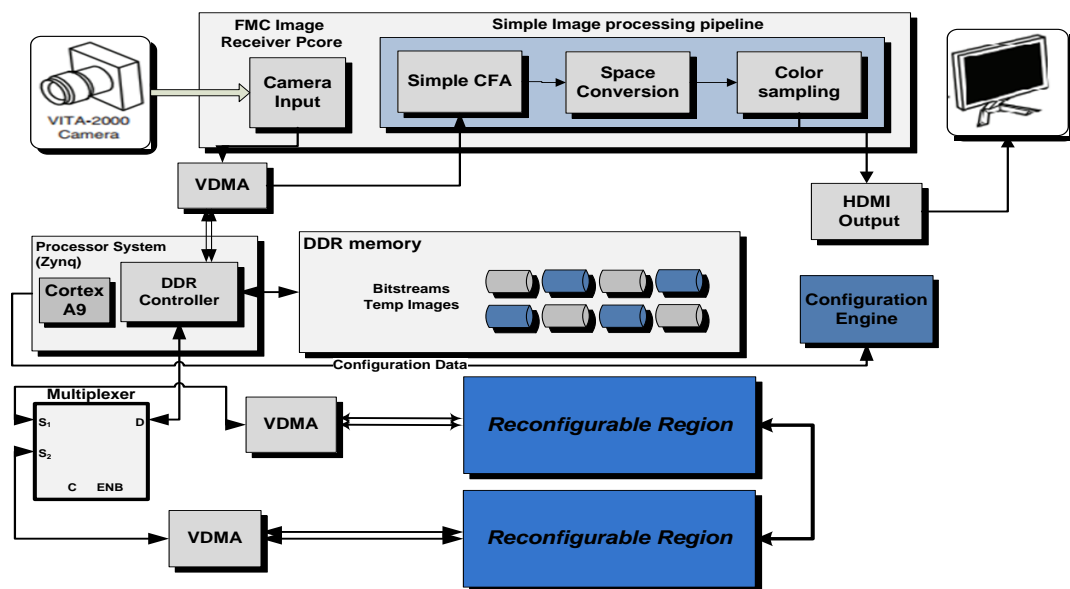 FMC Image
Receiver Pcore
Simple Image processing pipeline
VITA-2000
Camera
Camera
Input
Simple CFA
Space
Conversion
Color
sampling
VDMA
HDMI
Output
Processor System
(Zynq)
Cortex
A9
DDR
Controller
DDR memory
Bitstreams
Temp Images
Configuration
Engine
Configuration Data
Multiplexer
S1
D
S2
C
ENB
VDMA
Reconfigurable Region
VDMA
Reconfigurable Region